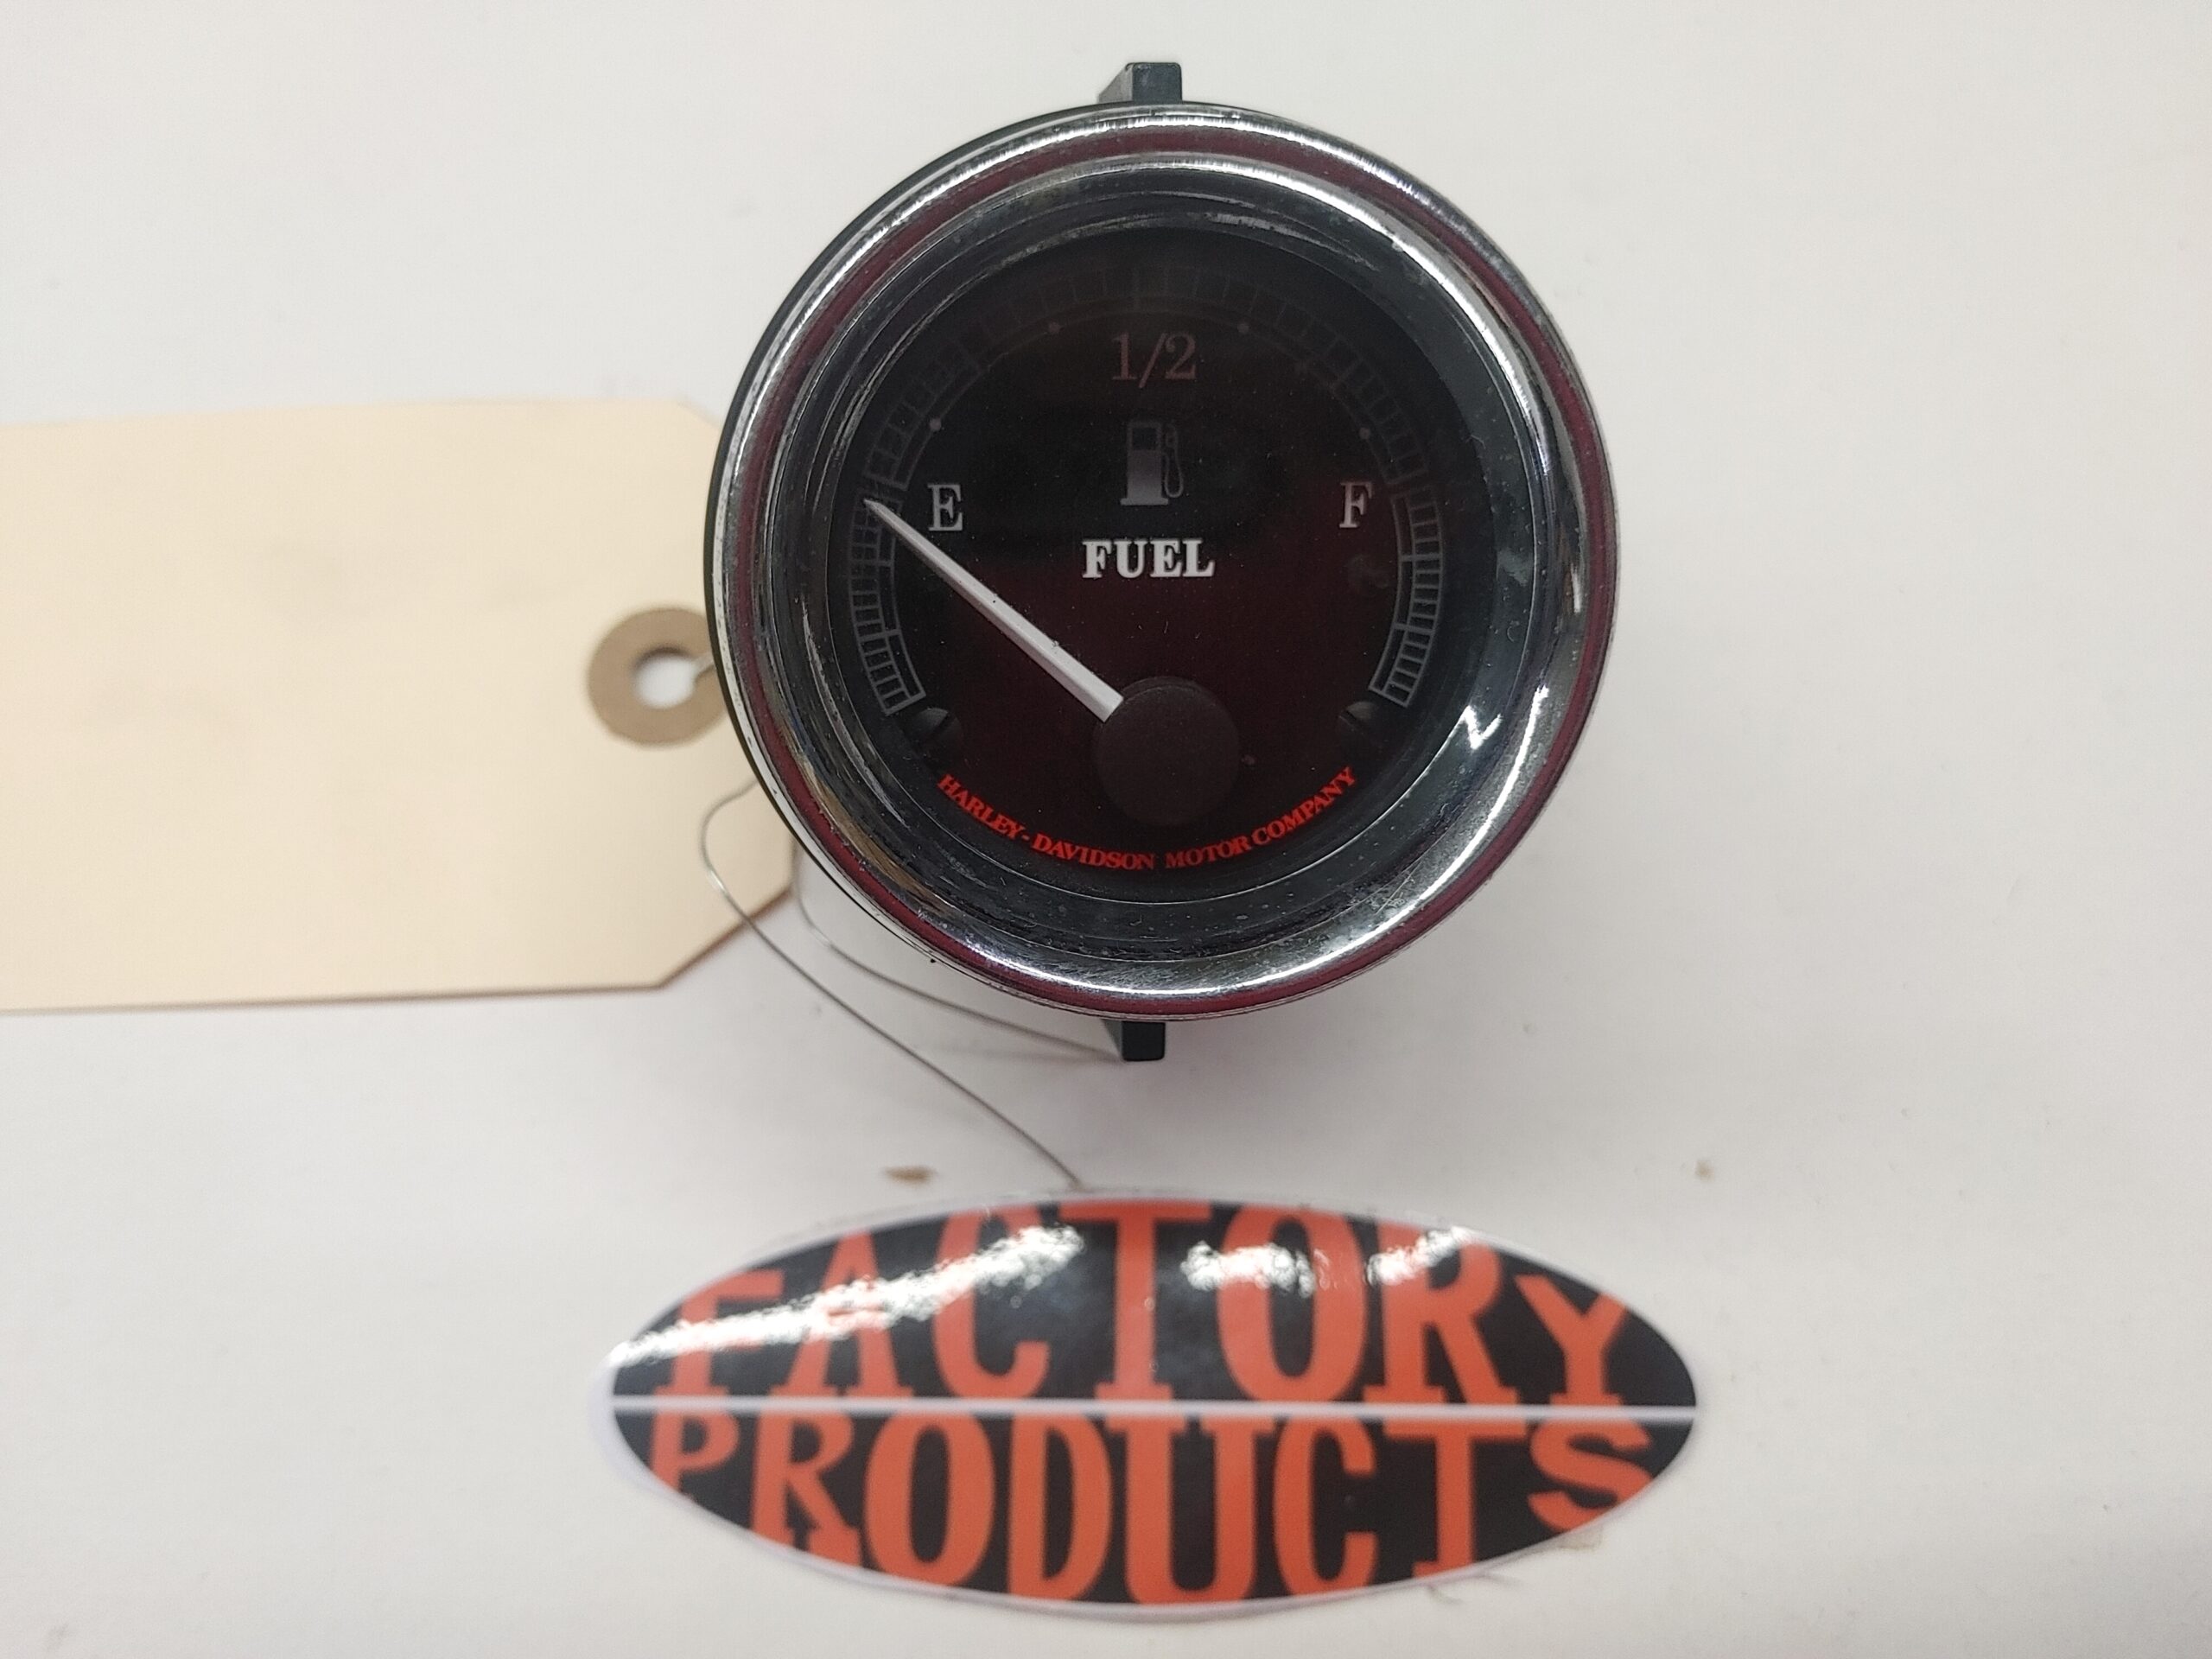 1/2
E
F
FUEL
HARLEY-DAVIDSON MOTOR COMPANY
FACTORY
PRODUCTS